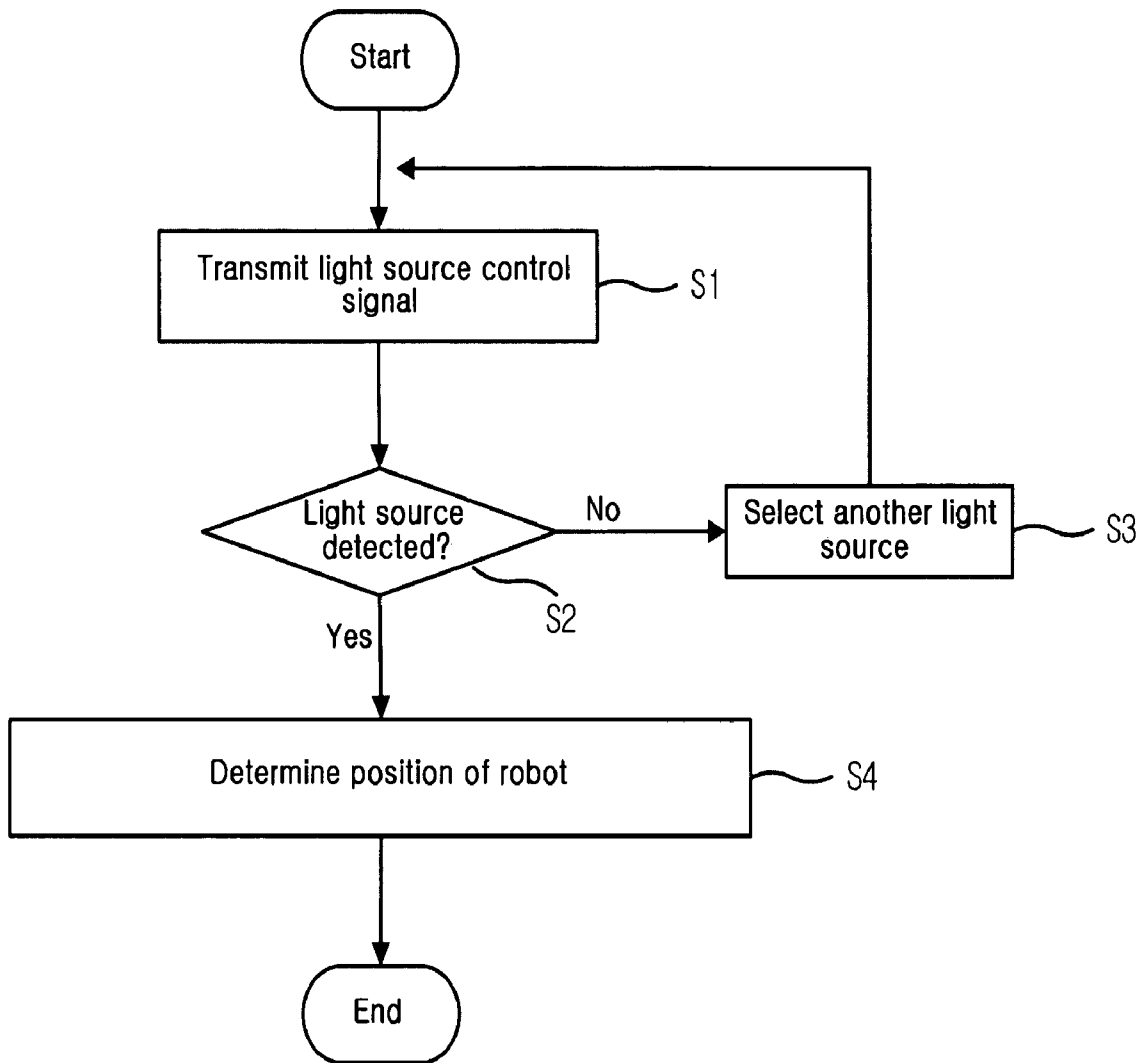 Start
Transmit light source control
signal
S1
Light source
detected?
No
Select another light
source
S3
S2
Yes
Determine position of robot
S4
End